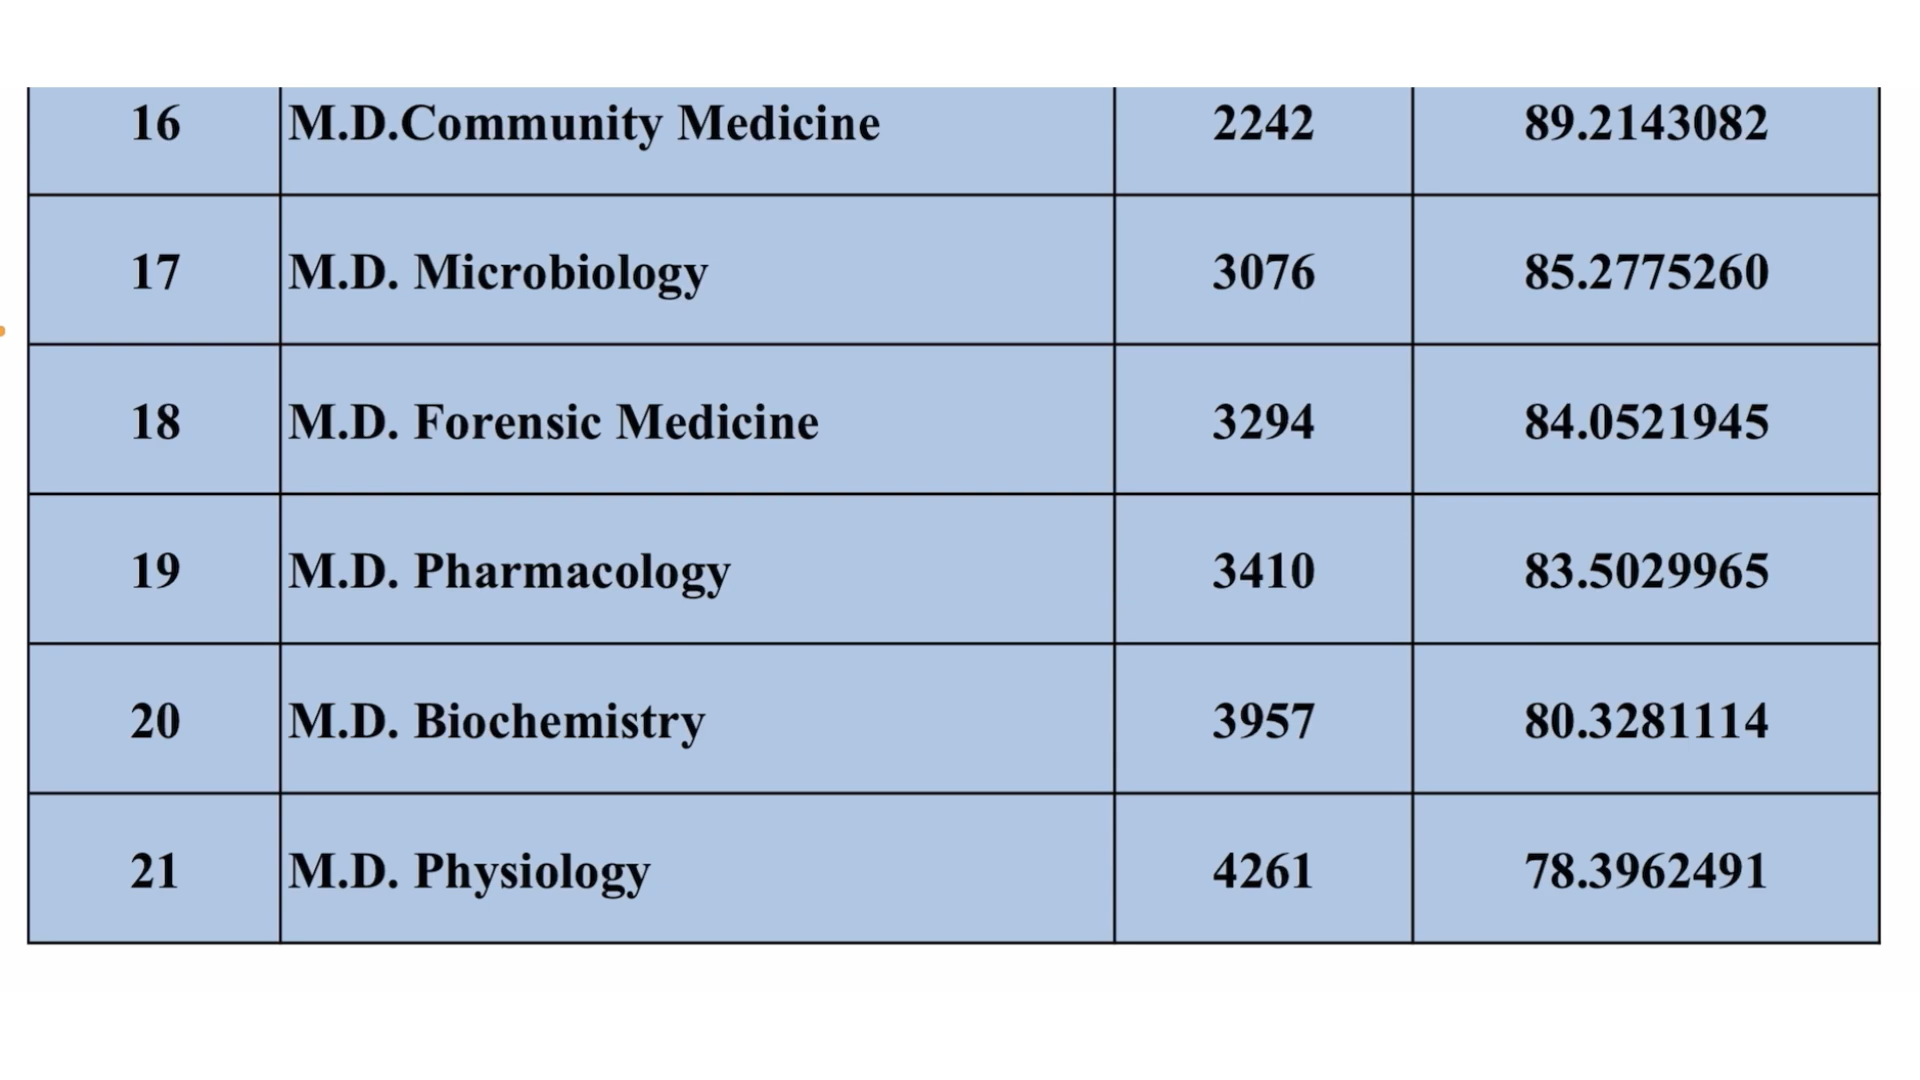 16 M.D.Community Medicine 2242 89.2143082
17 M.D. Microbiology 3076 85.2775260
18 M.D. Forensic Medicine 3294 84.0521945
19 M.D. Pharmacology 3410 83.5029965
20 M.D. Biochemistry 3957 80.3281114
21 M.D. Physiology 4261 78.3962491